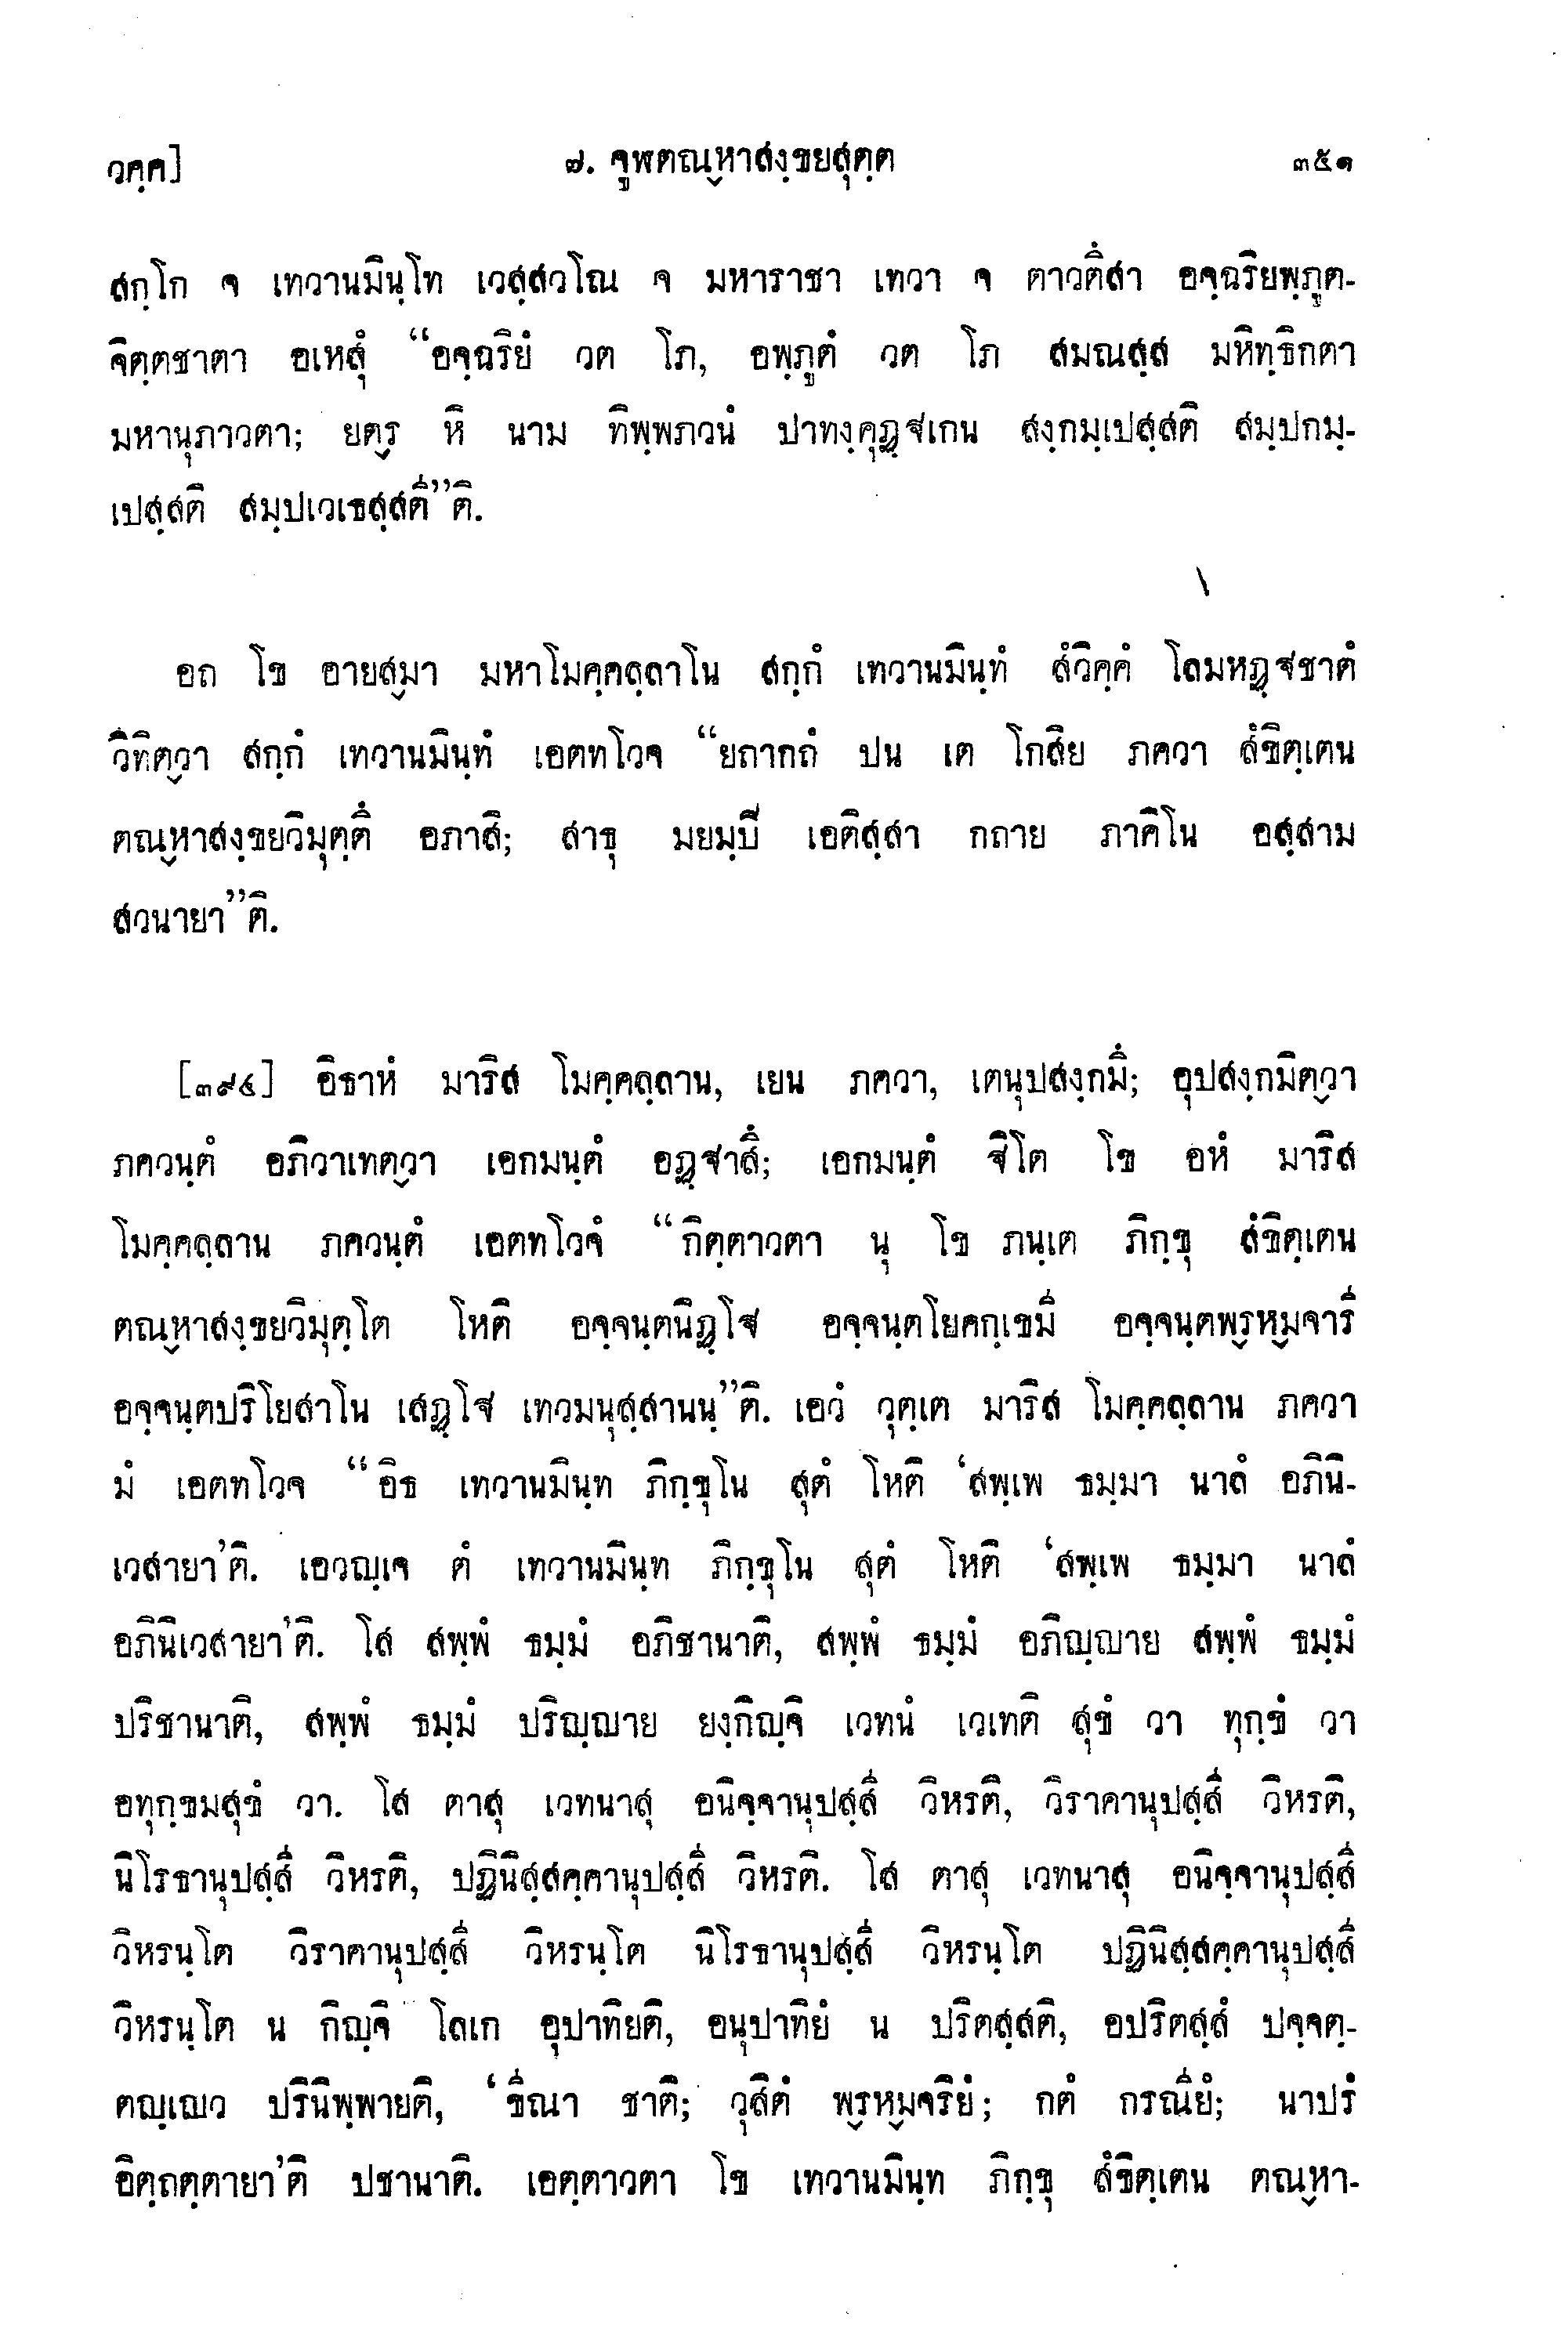 วคฺค]
๗. จูฬตณฺหาสงฺขยสุตฺต
๓๕๑
สกฺโก จ เทวานมินฺโท เวสฺสวโณ จ มหาราชา เทวา จ ตาวตึสา อจฺฉริยพฺภูต-
จิตฺตชาตา อเหสุํ “อจฺฉริยํ วต โภ, อพฺภูตํ วต โภ สมณสฺส มหิทฺธิกตา
มหานุภาวตา; ยตฺร หิ นาม ทิพฺพภวนํ ปาทงฺคุฏฺฐเกน สงฺกมฺเปสฺสติ สมฺปกมฺ-
เปสฺสติ สมฺปเวเธสฺสตี”ติ.
อถ โข อายสฺมา มหาโมคฺคลฺลาโน สกฺกํ เทวานมินฺทํ สํวิคฺคํ โลมหฏฺฐชาตํ
วิทิตฺวา สกฺกํ เทวานมินฺทํ เอตทโวจ “ยถากถํ ปน เต โกสิย ภควา สํขิตฺเตน
ตณฺหาสงฺขยวิมุตฺตึ อภาสิ; สาธุ มยมฺปี เอติสฺสา กถาย ภาคิโน อสฺสาม
สวนายา”ติ.
[๓๙๔] อิธาหํ มาริส โมคฺคลฺลาน, เยน ภควา, เตนุปสงฺกมึ; อุปสงฺกมิตฺวา
ภควนฺตํ อภิวาเทตฺวา เอกมนฺตํ อฏฺฐาสึ; เอกมนฺตํ ฐิโต โข อหํ มาริส
โมคฺคลฺลาน ภควนฺตํ เอตทโวจํ “กิตฺตาวตา นุ โข ภนฺเต ภิกฺขุ สํขิตฺเตน
ตณฺหาสงฺขยวิมุตฺโต โหติ อจฺจนฺตนิฏฺโฐ อจฺจนฺตโยคกฺเขมี อจฺจนฺตพฺรหฺมจารี
อจฺจนฺตปริโยสาโน เสฏฺโฐ เทวมนุสฺสานนฺ”ติ. เอวํ วุตฺเต มาริส โมคฺคลฺลาน ภควา
มํ เอตทโวจ “อิธ เทวานมินฺท ภิกฺขุโน สุตํ โหติ ‘สพฺเพ ธมฺมา นาลํ อภินิ-
เวสายา’ติ. เอวญฺเจ ตํ เทวานมินฺท ภิกฺขุโน สุตํ โหติ ‘สพฺเพ ธมฺมา นาลํ
อภินิเวสายา’ติ. โส สพฺพํ ธมฺมํ อภิชานาติ, สพฺพํ ธมฺมํ อภิญฺญาย สพฺพํ ธมฺมํ
ปริชานาติ, สพฺพํ ธมฺมํ ปริญฺญาย ยงฺกิญฺจิ เวทนํ เวเทติ สุขํ วา ทุกฺขํ วา
อทุกฺขมสุขํ วา. โส ตาสุ เวทนาสุ อนิจฺจานุปสฺสี วิหรติ, วิราคานุปสฺสี วิหรติ,
นิโรธานุปสฺสี วิหรติ, ปฏินิสฺสคฺคานุปสฺสี วิหรติ. โส ตาสุ เวทนาสุ อนิจฺจานุปสฺสี
วิหรนฺโต วิราคานุปสฺสี วิหรนฺโต นิโรธานุปสฺสี วิหรนฺโต ปฏินิสฺสคฺคานุปสฺสี
วิหรนฺโต น กิญฺจิ โลเก อุปาทิยติ, อนุปาทิยํ น ปริตสฺสติ, อปริตสฺสํ ปจฺจตฺ-
ตญฺเญว ปรินิพฺพายติ, ‘ขีณา ชาติ; วุสิตํ พฺรหฺมจริยํ; กตํ กรณียํ; นาปรํ
อิตฺถตฺตายา’ติ ปชานาติ. เอตฺตาวตา โข เทวานมินฺท ภิกฺขุ สํขิตฺเตน ตณฺหา-